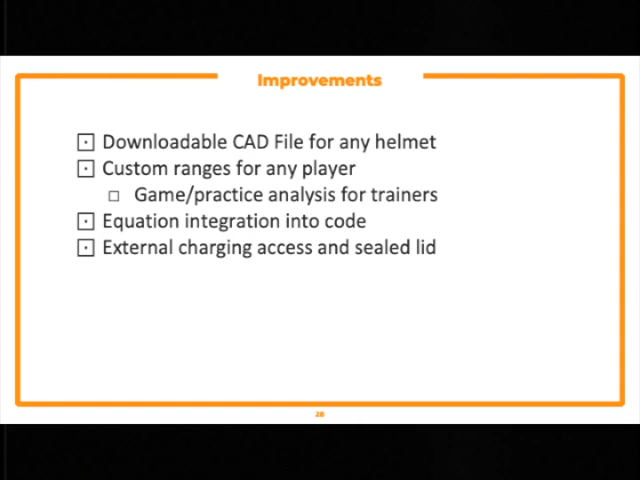 Improvements
Downloadable CAD File for any helmet
Custom ranges for any player
Game/practice analysis for trainers
Equation integration into code
External charging access and sealed lid
28